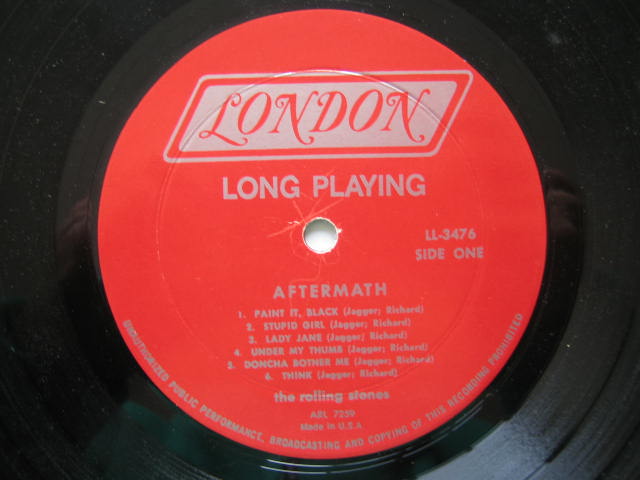 LONDON
LONG PLAYING
LL-3476
SIDE ONE
AFTERMATH
1. PAINT IT, BLACK (Jagger; Richard)
2. STUPID GIRL (Jagger; Richard)
3. LADY JANE (Jagger; Richard)
4. UNDER MY THUMB (Jagger; Richard)
5. DONCHA BOTHER ME (Jagger; Richard)
6. THINK (Jagger; Richard)
the rolling stones
ARL 7259
Made in U.S.A
UNAUTHORIZED PUBLIC PERFORMANCE, BROADCASTING AND COPYING OF THIS RECORDING PROHIBITED